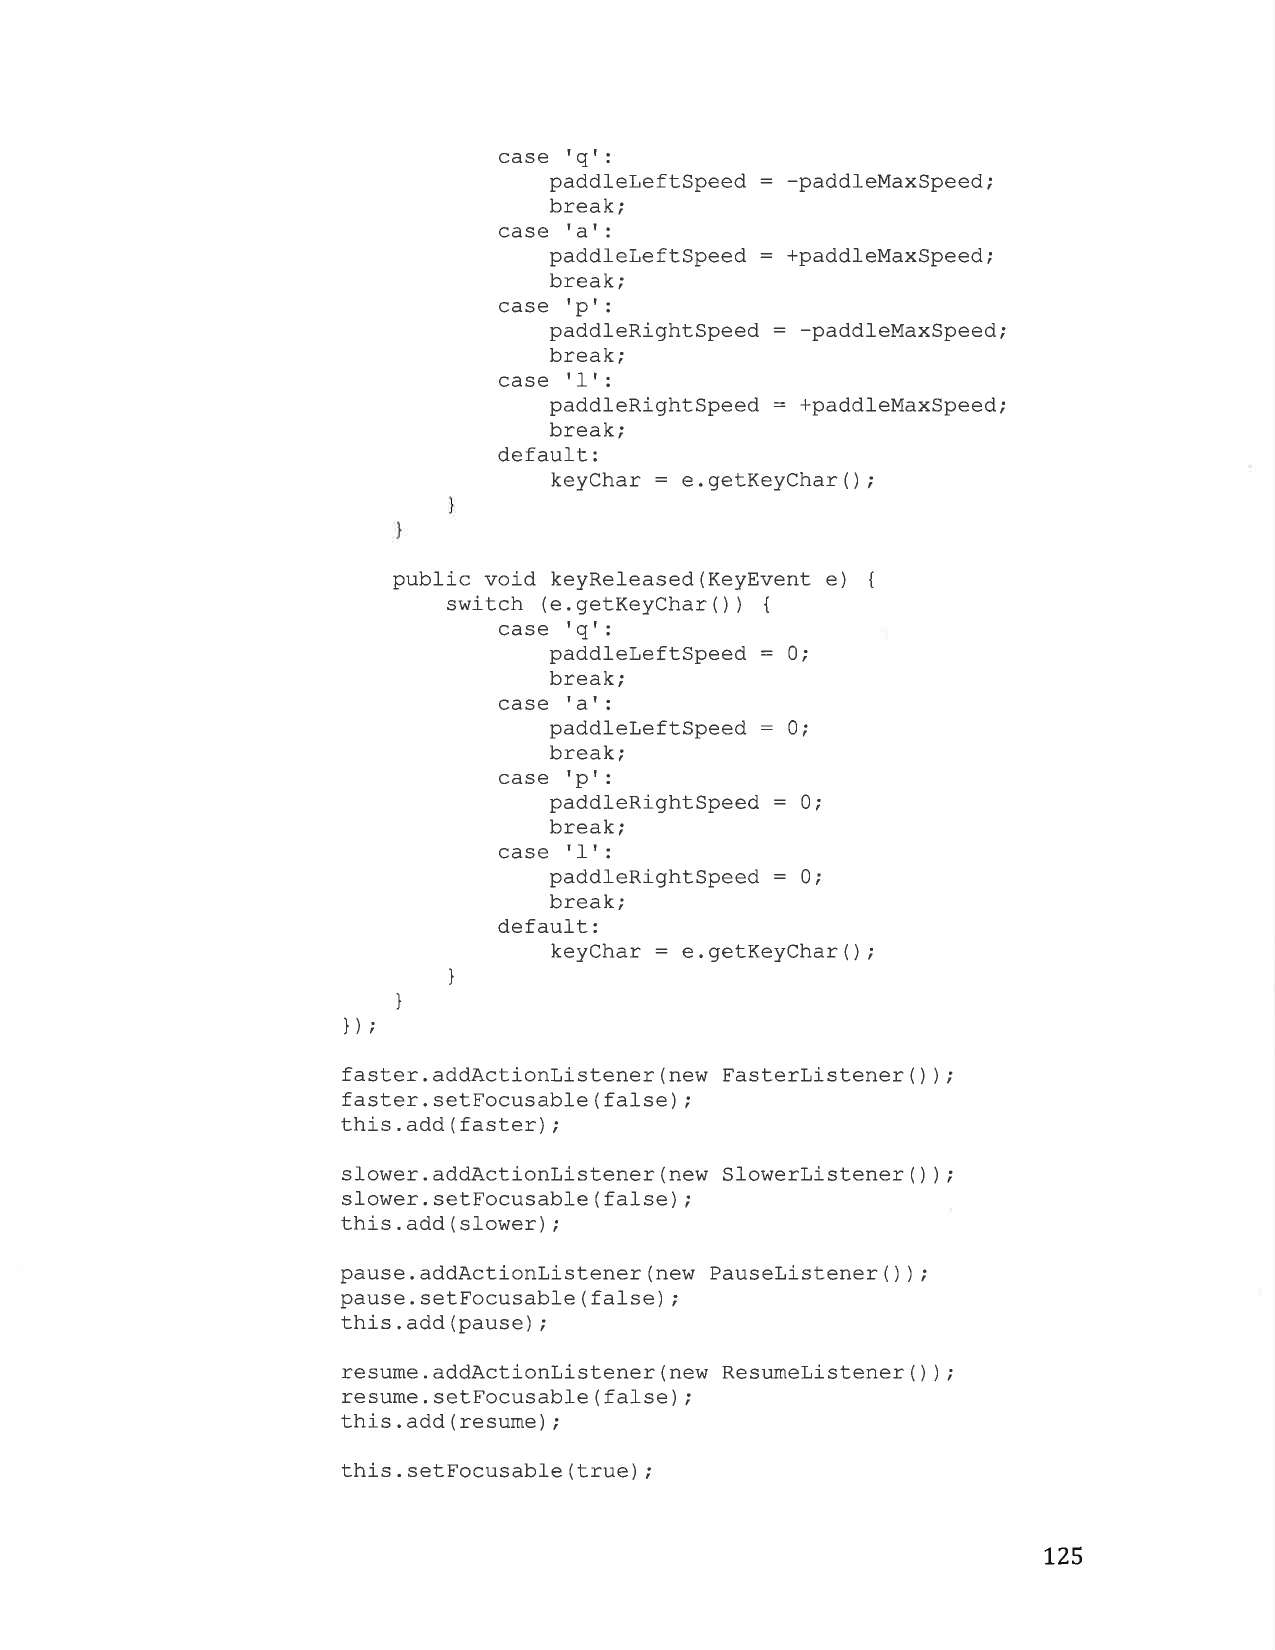 case 'q':
paddleLeftSpeed = -paddleMaxSpeed;
break;
case 'a':
paddleLeftSpeed = +paddleMaxSpeed;
break;
case 'p':
paddleRightSpeed = -paddleMaxSpeed;
break;
case 'l':
paddleRightSpeed = +paddleMaxSpeed;
break;
default:
keyChar = e.getKeyChar();
}
}
public void keyReleased(KeyEvent e) {
switch (e.getKeyChar()) {
case 'q':
paddleLeftSpeed = 0;
break;
case 'a':
paddleLeftSpeed = 0;
break;
case 'p':
paddleRightSpeed = 0;
break;
case 'l':
paddleRightSpeed = 0;
break;
default:
keyChar = e.getKeyChar();
}
}
});
faster.addActionListener(new FasterListener());
faster.setFocusable(false);
this.add(faster);
slower.addActionListener(new SlowerListener());
slower.setFocusable(false);
this.add(slower);
pause.addActionListener(new PauseListener());
pause.setFocusable(false);
this.add(pause);
resume.addActionListener(new ResumeListener());
resume.setFocusable(false);
this.add(resume);
this.setFocusable(true);
125